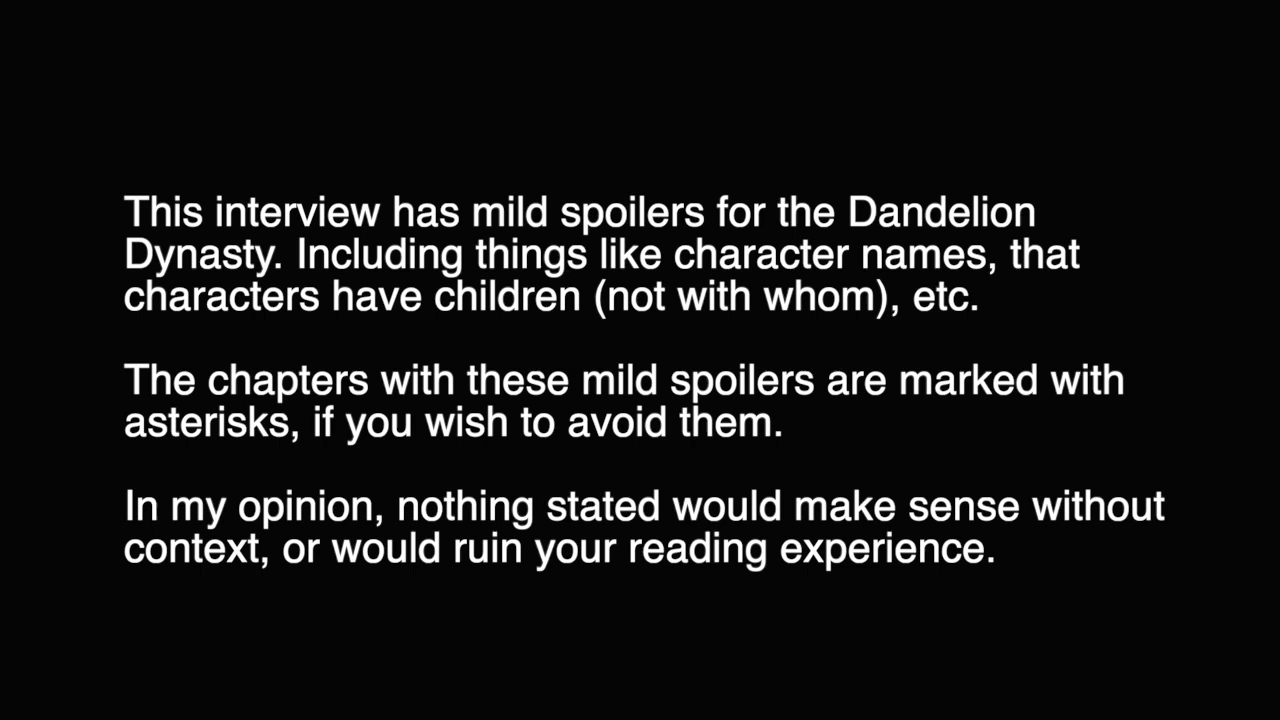 This interview has mild spoilers for the Dandelion
Dynasty. Including things like character names, that
characters have children (not with whom), etc.
The chapters with these mild spoilers are marked with
asterisks, if you wish to avoid them.
In my opinion, nothing stated would make sense without
context, or would ruin your reading experience.